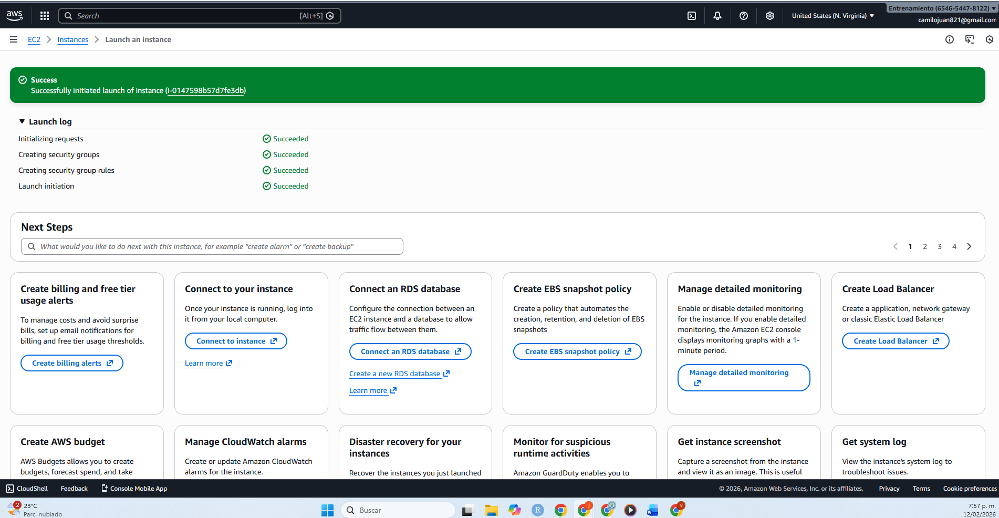 aws
Search
[Alt+S]
United States (N. Virginia)
Entrenamiento (6546-5447-8122)
camilojuan821@gmail.com
EC2
Instances
Launch an instance
Success
Successfully initiated launch of instance (i-0147598b57d7fe3db)
Launch log
Initializing requests
Succeeded
Creating security groups
Succeeded
Creating security group rules
Succeeded
Launch initiation
Succeeded
Next Steps
What would you like to do next with this instance, for example “create alarm” or “create backup"
1 2 3 4
Create billing and free tier
usage alerts
To manage costs and avoid surprise
bills, set up email notifications for
billing and free tier usage thresholds.
Create billing alerts
Connect to your instance
Once your instance is running, log into
it from your local computer.
Connect to instance
Learn more
Connect an RDS database
Configure the connection between an
EC2 instance and a database to allow
traffic flow between them.
Connect an RDS database
Create a new RDS database
Learn more
Create EBS snapshot policy
Create a policy that automates the
creation, retention, and deletion of EBS
snapshots
Create EBS snapshot policy
Manage detailed monitoring
Enable or disable detailed monitoring
for the instance. If you enable detailed
monitoring, the Amazon EC2 console
displays monitoring graphs with a 1-
minute period.
Manage detailed monitoring
Create Load Balancer
Create a application, network gateway
or classic Elastic Load Balancer
Create Load Balancer
Create AWS budget
AWS Budgets allows you to create
budgets, forecast spend, and take
Manage CloudWatch alarms
Create or update Amazon CloudWatch
alarms for the instance.
Disaster recovery for your
instances
Recover the instances you just launched
Monitor for suspicious
runtime activities
Amazon GuardDuty enables you to
Get instance screenshot
Capture a screenshot from the instance
and view it as an image. This is useful
Get system log
View the instance's system log to
troubleshoot issues.
CloudShell
Feedback
Console Mobile App
© 2026, Amazon Web Services, Inc. or its affiliates.
Privacy
Terms
Cookie preferences
2
23°C
Parc. nublado
Buscar
R
j
W
V
7:57 p. m.
12/02/2026